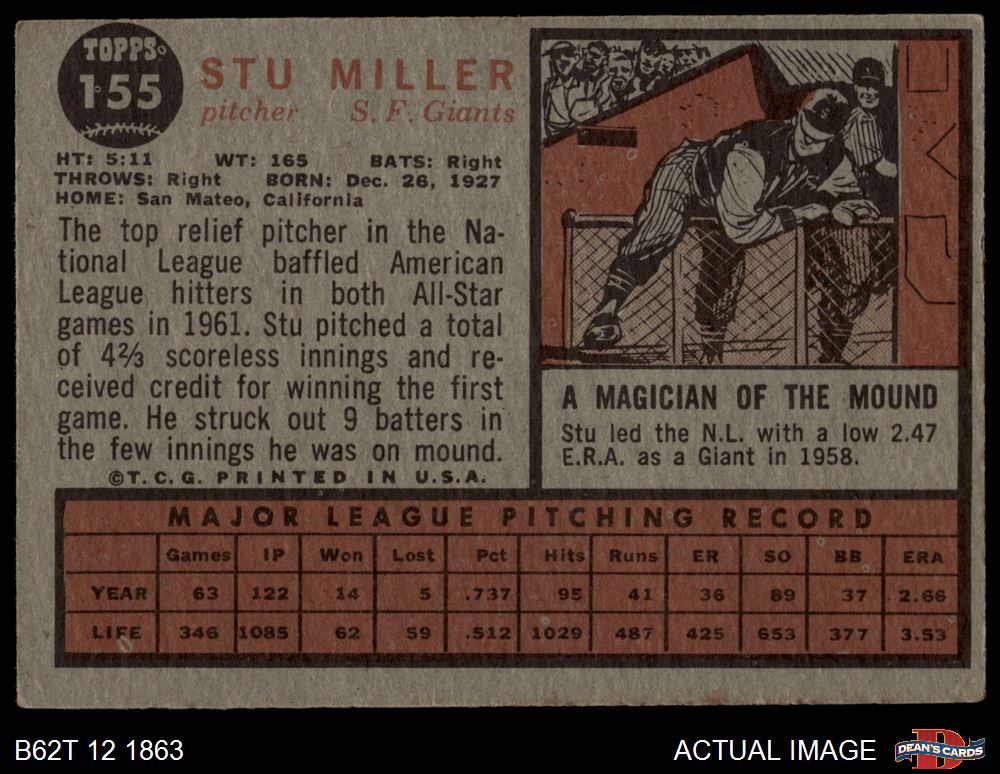 TOPPS
155
STU MILLER
pitcher S. F. Giants
HT: 5:11 WT: 165 BATS: Right
THROWS: Right BORN: Dec. 26, 1927
HOME: San Mateo, California
The top relief pitcher in the Na-
tional League baffled American
League hitters in both All-Star
games in 1961. Stu pitched a total
of 4⅔ scoreless innings and re-
ceived credit for winning the first
game. He struck out 9 batters in
the few innings he was on mound.
©T.C.G. PRINTED IN U.S.A.
A MAGICIAN OF THE MOUND
Stu led the N.L. with a low 2.47
E.R.A. as a Giant in 1958.
MAJOR LEAGUE PITCHING RECORD
Games IP Won Lost Pct Hits Runs ER SO BB ERA
YEAR 63 122 14 5 .737 95 41 36 89 37 2.66
LIFE 346 1085 62 59 .512 1029 487 425 653 377 3.53
B62T 12 1863
ACTUAL IMAGE
D
DEAN'S CARDS